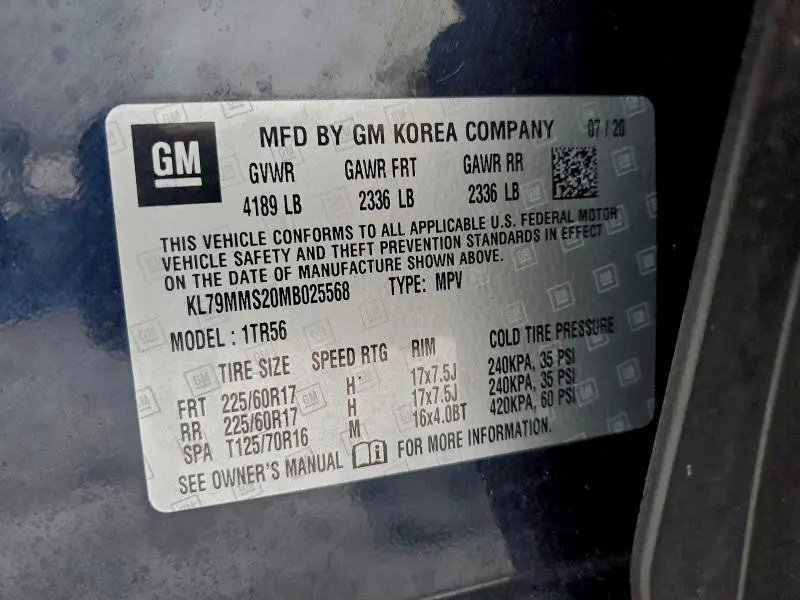 GM
MFD BY GM KOREA COMPANY 07 / 20
GVWR GAWR FRT GAWR RR
4189 LB 2336 LB 2336 LB
THIS VEHICLE CONFORMS TO ALL APPLICABLE U.S. FEDERAL MOTOR
VEHICLE SAFETY AND THEFT PREVENTION STANDARDS IN EFFECT
ON THE DATE OF MANUFACTURE SHOWN ABOVE.
KL79MMS20MB025568 TYPE: MPV
MODEL : 1TR56
TIRE SIZE SPEED RTG RIM COLD TIRE PRESSURE
FRT 225/60R17 H 17x7.5J 240KPA, 35 PSI
RR 225/60R17 H 17x7.5J 240KPA, 35 PSI
SPA T125/70R16 M 16x4.0BT 420KPA, 60 PSI
SEE OWNER'S MANUAL FOR MORE INFORMATION.